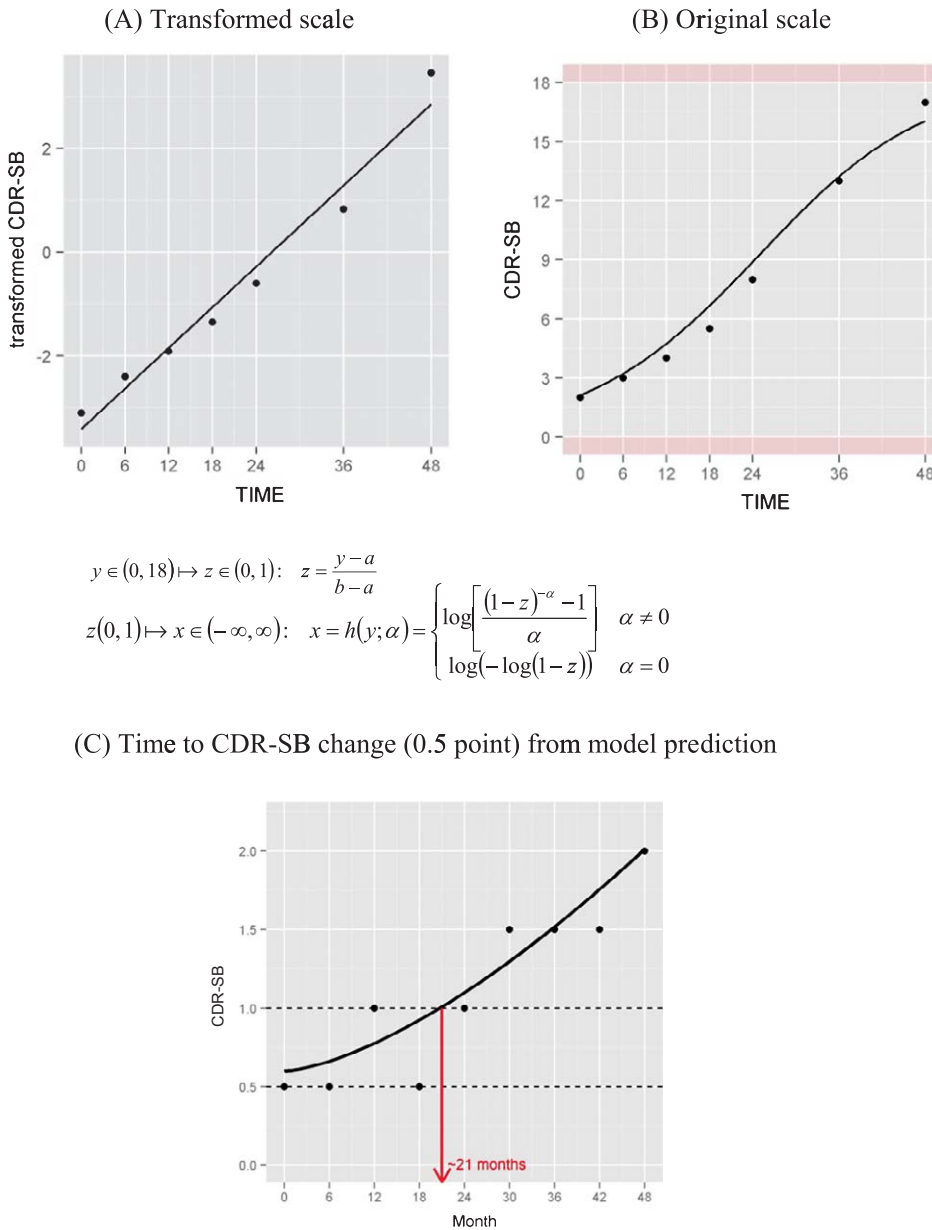 (A) Transformed scale
(B) Original scale
transformed CDR-SB
2
0
-2
0 6 12 18 24 36 48
TIME
CDR-SB
18
15
12
9
6
3
0
0 6 12 18 24 36 48
TIME
y ∈ (0, 18) ↦ z ∈ (0, 1): z = \frac{y − a}{b − a}
z(0, 1) ↦ x ∈ (−∞, ∞): x = h(y; α) = { log[ \frac{(1 − z)^{−α} − 1}{α} ] α ≠ 0
log(− log(1 − z)) α = 0
(C) Time to CDR-SB change (0.5 point) from model prediction
CDR-SB
2.0
1.5
1.0
0.5
0.0
~21 months
0 6 12 18 24 30 36 42 48
Month